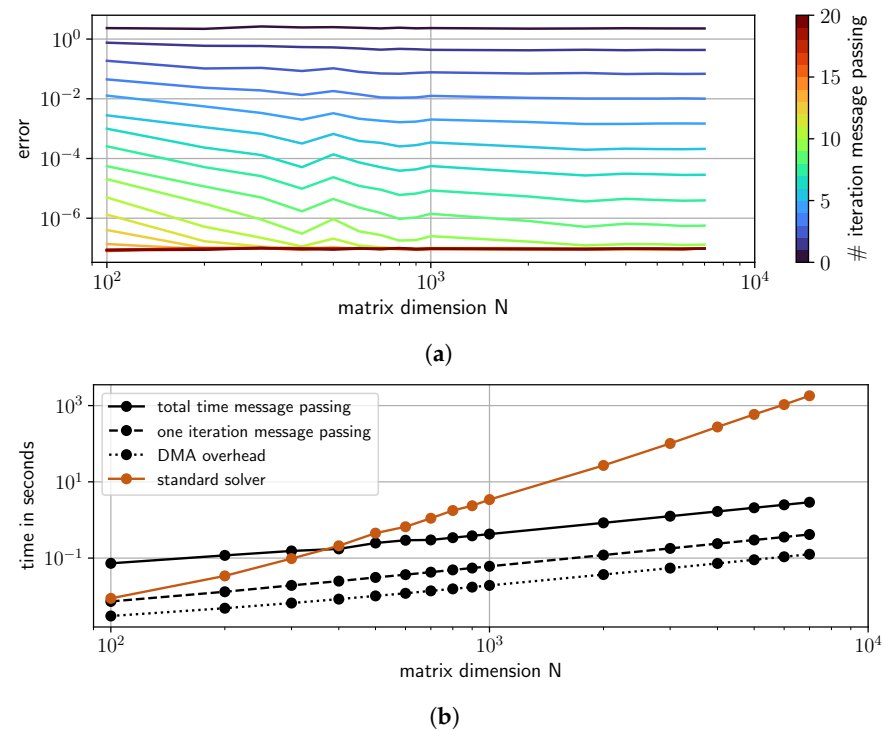 10^0
10^-2
10^-4
10^-6
error
10^2
10^3
10^4
matrix dimension N
20
15
10
5
0
# iteration message passing
(a)
total time message passing
one iteration message passing
DMA overhead
standard solver
10^3
10^1
10^-1
time in seconds
10^2
10^3
10^4
matrix dimension N
(b)